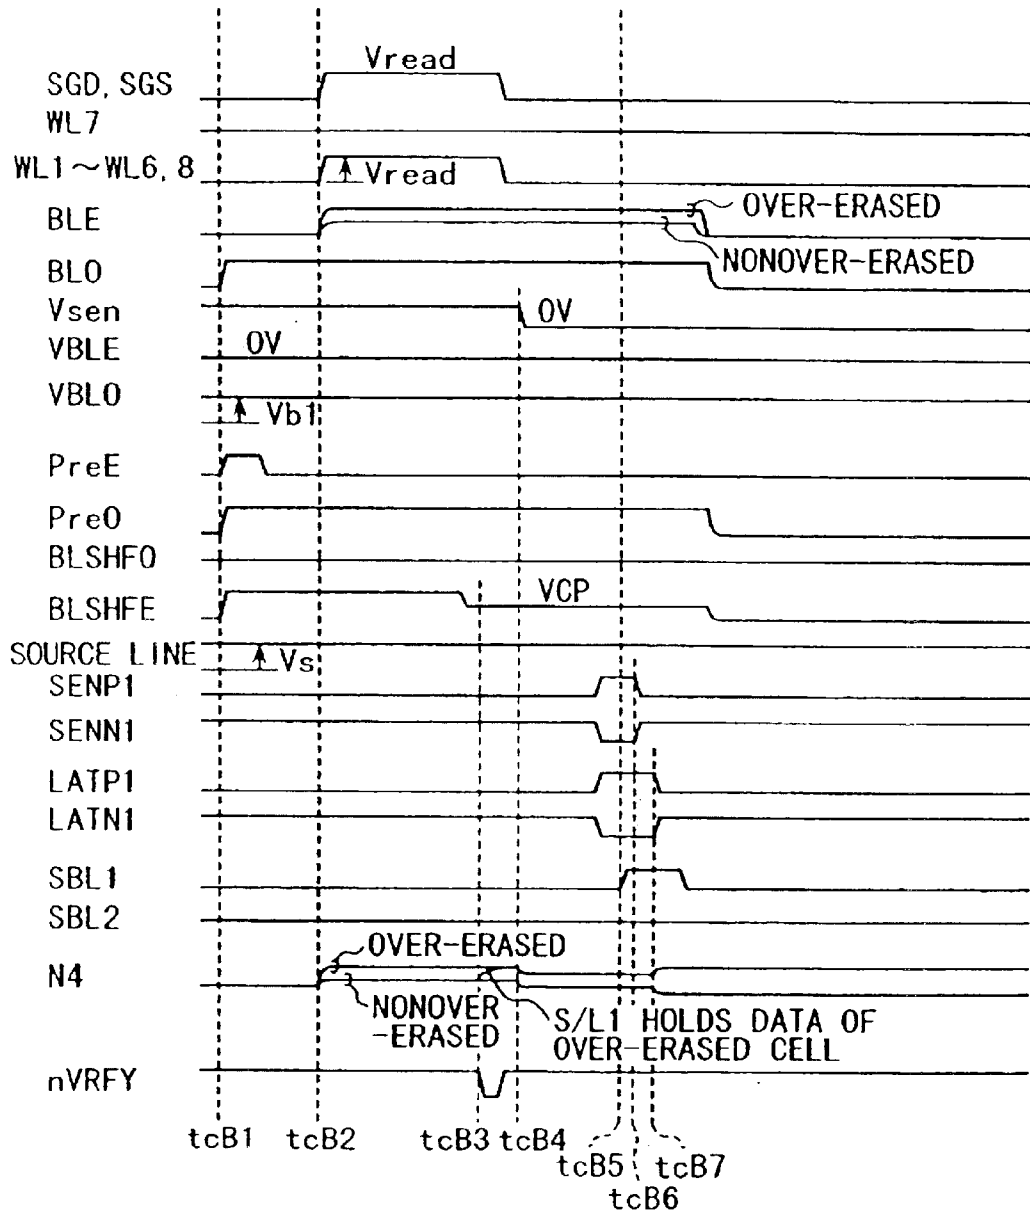 Vread
SGD, SGS
WL7
WL1~WL6, 8
Vread
BLE
OVER-ERASED
NONOVER-ERASED
BLO
Vsen
0V
VBLE
0V
VBLO
Vb1
PreE
PreO
BLSHFO
BLSHFE
VCP
SOURCE LINE
Vs
SENP1
SENN1
LATP1
LATN1
SBL1
SBL2
N4
OVER-ERASED
NONOVER
-ERASED
S/L1 HOLDS DATA OF
OVER-ERASED CELL
nVRFY
tcB1 tcB2 tcB3 tcB4
tcB5 tcB7
tcB6